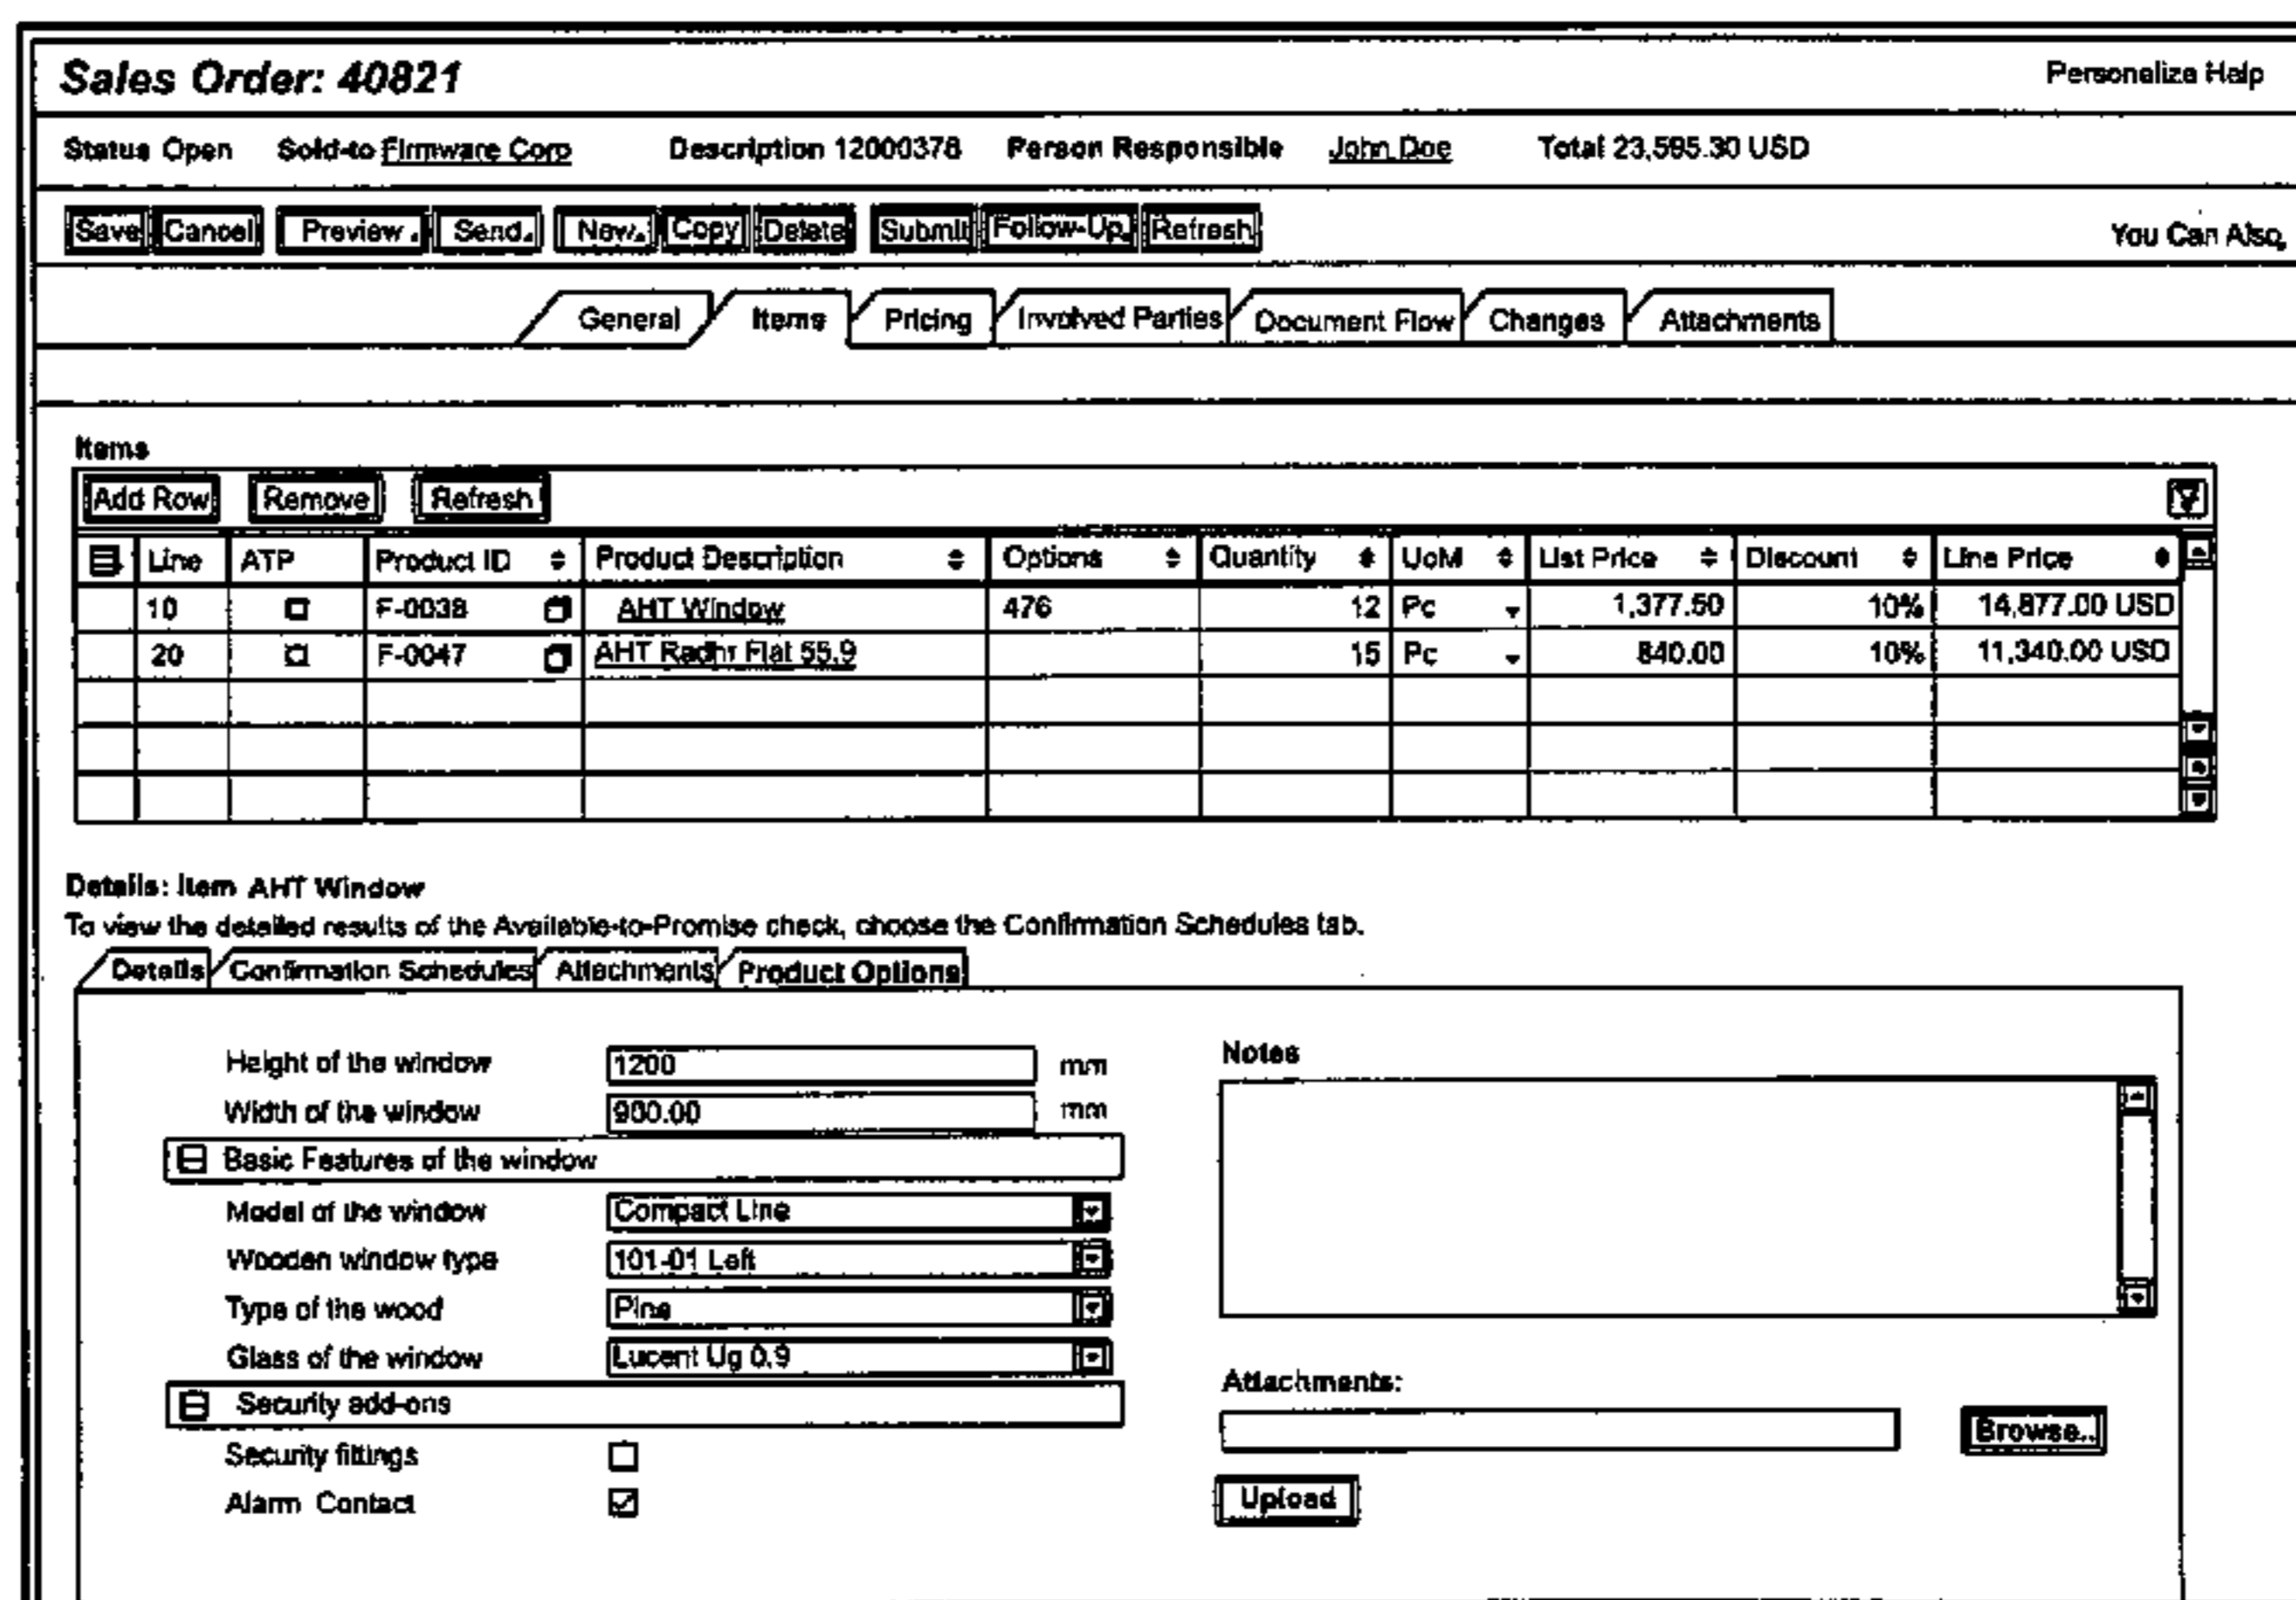 Sales Order: 40821
Personalize Help
Status Open Sold-to Firmware Corp Description 12000378 Person Responsible John Doe Total 23,595.30 USD
Save Cancel Preview Send New Copy Delete Submit Follow-Up Refresh
You Can Also
General Items Pricing Involved Parties Document Flow Changes Attachments
Items
Add Row Remove Refresh
Line ATP Product ID Product Description Options Quantity UoM List Price Discount Line Price
10 F-0038 AHT Window 476 12 Pc 1,377.50 10% 14,877.00 USD
20 F-0047 AHT Flat 55.9 15 Pc 840.00 10% 11,340.00 USD
Details: Item AHT Window
To view the detailed results of the Available-to-Promise check, choose the Confirmation Schedules tab.
Details Confirmation Schedules Attachments Product Options
Height of the window 1200 mm
Width of the window 900.00 mm
Basic Features of the window
Model of the window Compact Line
Wooden window type 101-01 Left
Type of the wood Pine
Glass of the window Lucent Ug 0.9
Security add-ons
Security fittings
Alarm Contact
Notes
Attachments:
Browse..
Upload